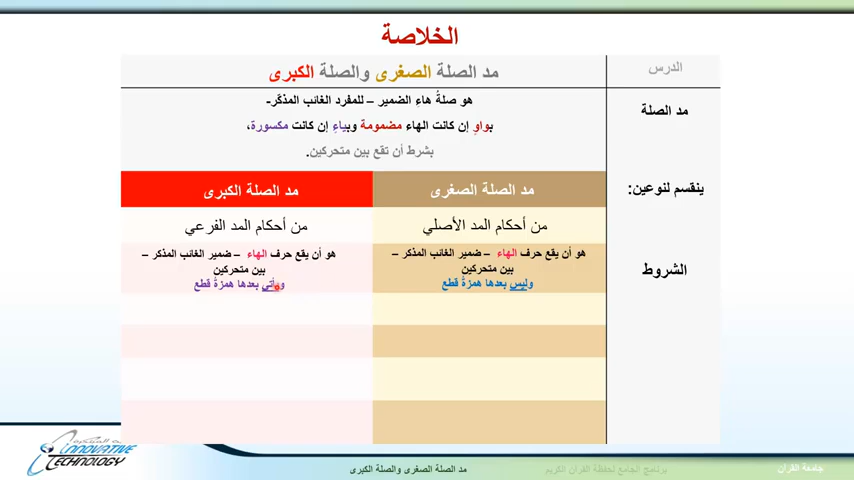 الخلاصة
الدرس
مد الصلة الصغرى والصلة الكبرى
مد الصلة
هو صلةُ هاءِ الضمير – للمفرد الغائب المذكّر-
بواوٍ إن كانت الهاء مضمومة وبياءٍ إن كانت مكسورة،
بشرط أن تقع بين متحركين.
ينقسم لنوعين:
مد الصلة الصغرى
مد الصلة الكبرى
من أحكام المد الأصلي
من أحكام المد الفرعي
الشروط
هو أن يقع حرف الهاء – ضمير الغائب المذكر –
بين متحركين
وليس بعدها همزةُ قطع
هو أن يقع حرف الهاء – ضمير الغائب المذكر –
بين متحركين
ويأتي بعدها همزةُ قطع
INNOVATIVE
TECHNOLOGY
جامعة القرآن
برنامج الجامع لحفظة القرآن الكريم
مد الصلة الصغرى والصلة الكبرى